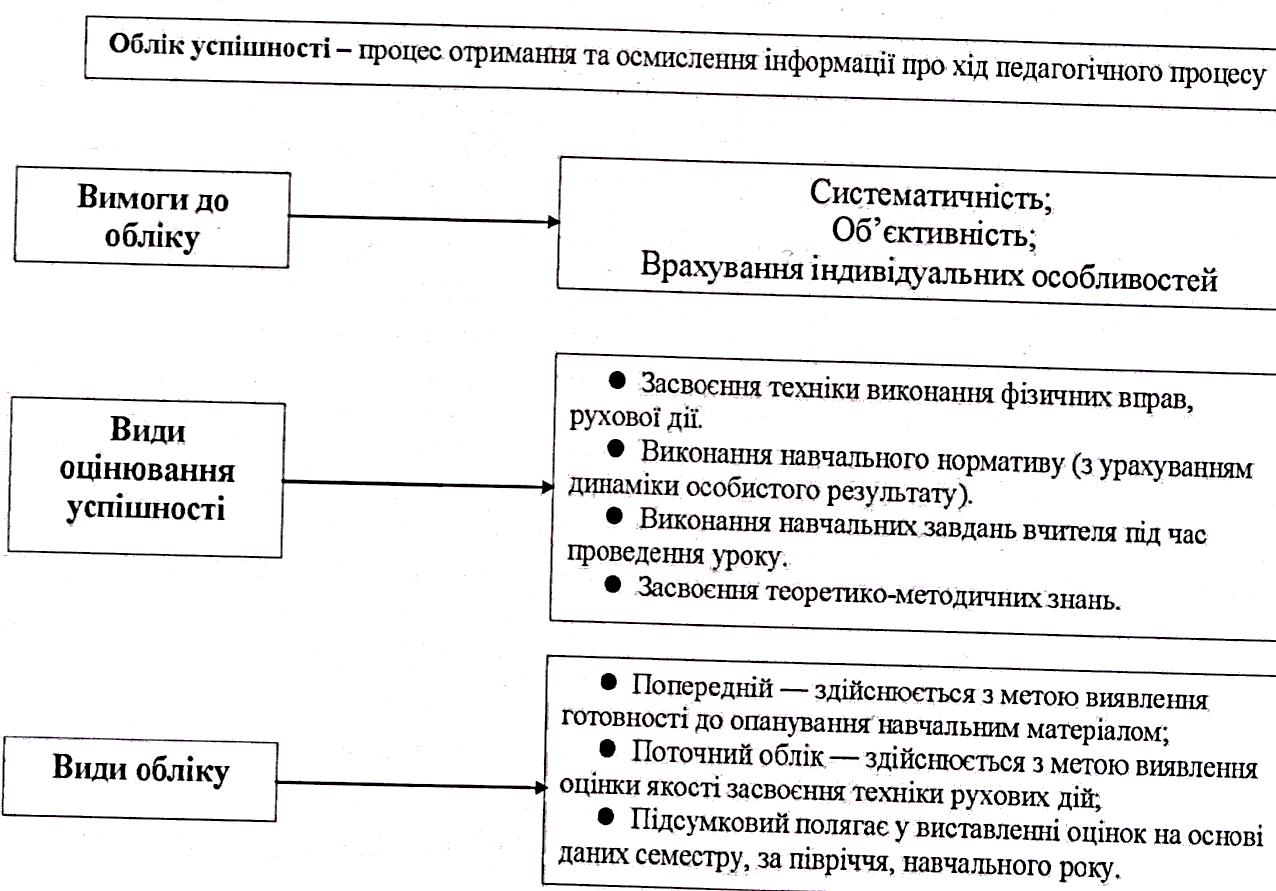 Облік успішності – процес отримання та осмислення інформації про хід педагогічного процесу
Вимоги до
обліку
Систематичність;
Об’єктивність;
Врахування індивідуальних особливостей
Види
оцінювання
успішності
● Засвоєння техніки виконання фізичних вправ,
рухової дії.
● Виконання навчального нормативу (з урахуванням
динаміки особистого результату).
● Виконання навчальних завдань вчителя під час
проведення уроку.
● Засвоєння теоретико-методичних знань.
Види обліку
● Попередній — здійснюється з метою виявлення
готовності до опанування навчальним матеріалом;
● Поточний облік — здійснюється з метою виявлення
оцінки якості засвоєння техніки рухових дій;
● Підсумковий полягає у виставленні оцінок на основі
даних семестру, за півріччя, навчального року.